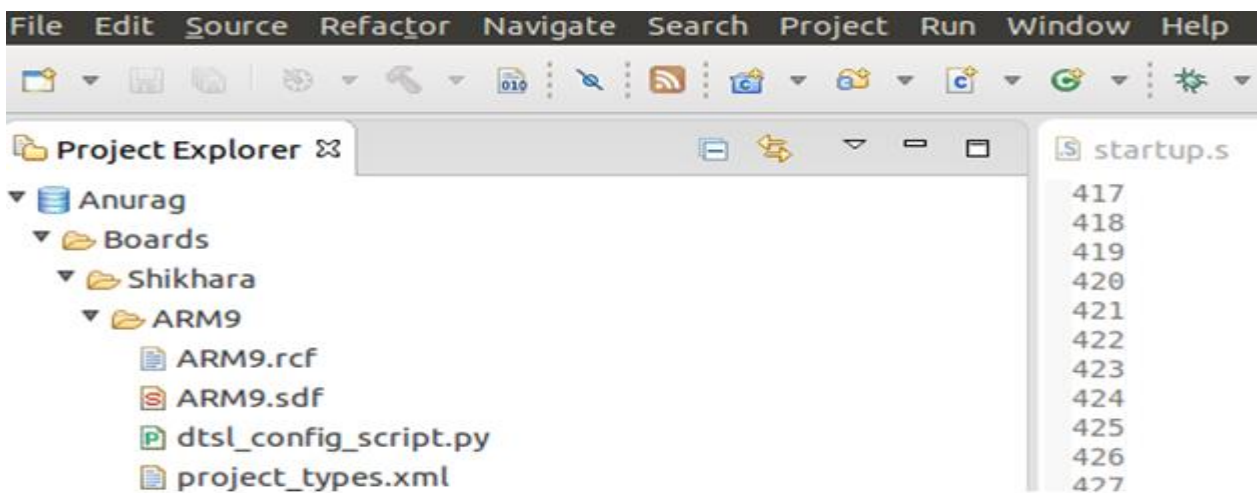 File Edit Source Refactor Navigate Search Project Run Window Help
010
Project Explorer
startup.s
Anurag
Boards
Shikhara
ARM9
ARM9.rcf
ARM9.sdf
dtsl_config_script.py
project_types.xml
417
418
419
420
421
422
423
424
425
426
427